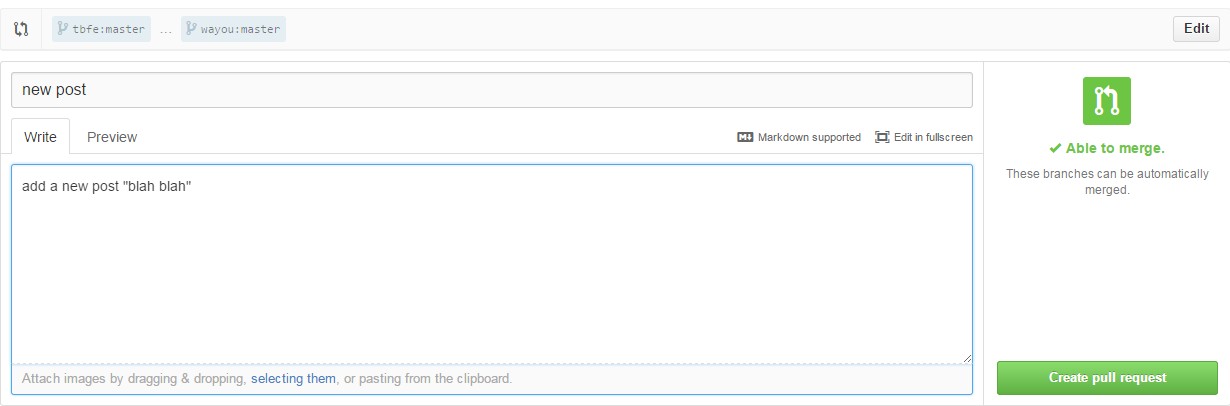 tbfe:master ... wayou:master Edit
new post
Write Preview Markdown supported Edit in fullscreen
add a new post "blah blah"
Attach images by dragging & dropping, selecting them, or pasting from the clipboard.
Able to merge.
These branches can be automatically
merged.
Create pull request